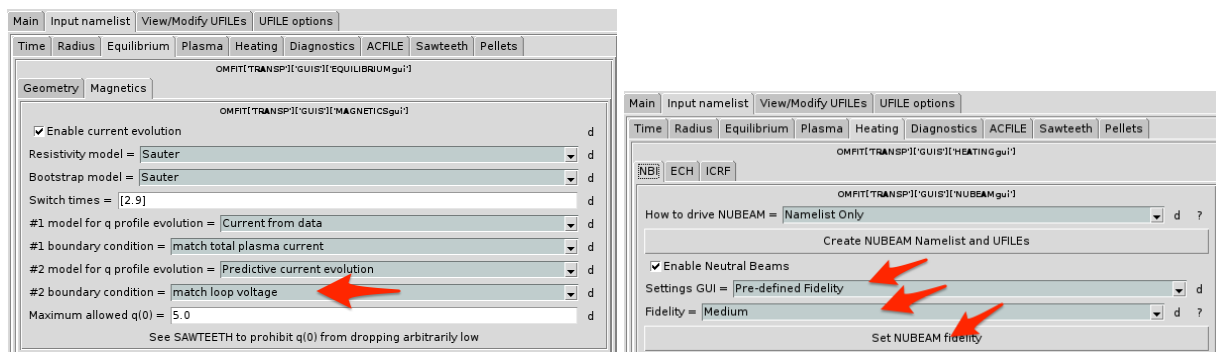 Main Input namelist View/Modify UFILEs UFILE options
Time Radius Equilibrium Plasma Heating Diagnostics ACFILE Sawteeth Pellets
OMFIT['TRANSP']['GUIS']['EQUILIBRIUMgui']
Geometry Magnetics
OMFIT['TRANSP']['GUIS']['MAGNETICSgui']
Enable current evolution d
Resistivity model = Sauter d
Bootstrap model = Sauter d
Switch times = [2.9] d
#1 model for q profile evolution = Current from data d
#1 boundary condition = match total plasma current d
#2 model for q profile evolution = Predictive current evolution d
#2 boundary condition = match loop voltage d
Maximum allowed q(0) = 5.0 d
See SAWTEETH to prohibit q(0) from dropping arbitrarily low
Main Input namelist View/Modify UFILEs UFILE options
Time Radius Equilibrium Plasma Heating Diagnostics ACFILE Sawteeth Pellets
OMFIT['TRANSP']['GUIS']['HEATINGgui']
NBI ECH ICRF
OMFIT['TRANSP']['GUIS']['NUBEAMgui']
How to drive NUBEAM = Namelist Only d ?
Create NUBEAM Namelist and UFILEs
Enable Neutral Beams
Settings GUI = Pre-defined Fidelity d
Fidelity = Medium d ?
Set NUBEAM fidelity